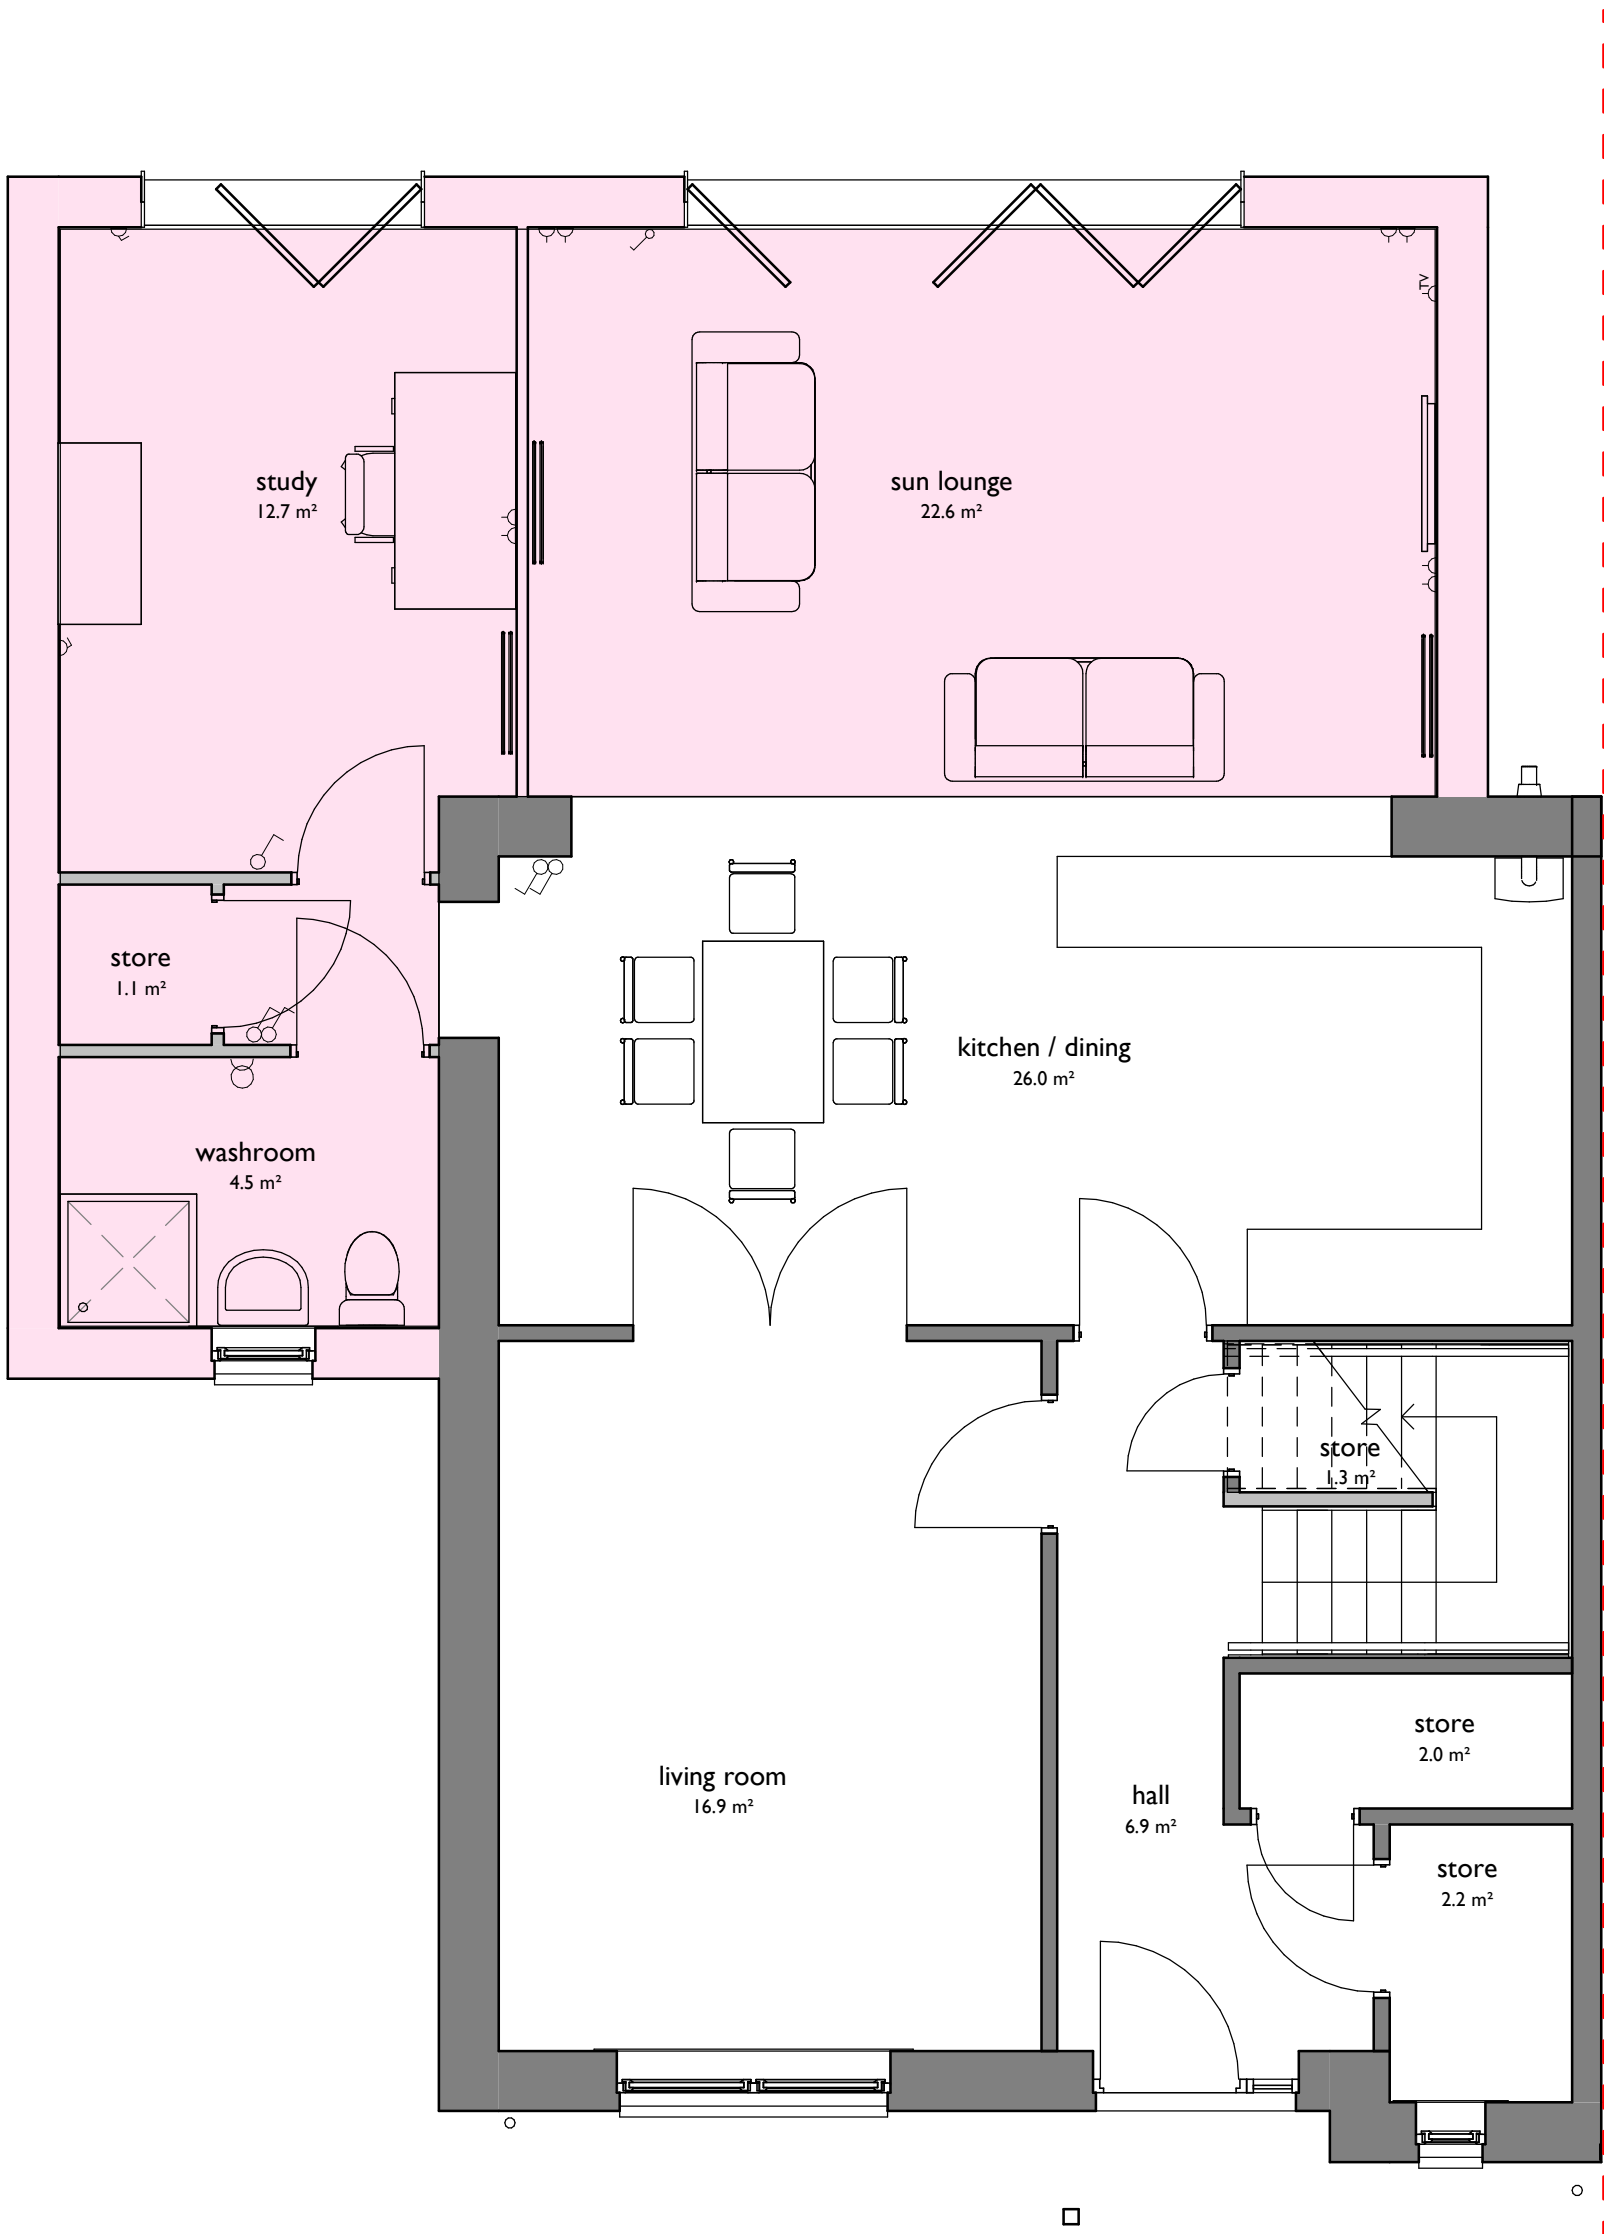 TV
study
12.7 m²
sun lounge
22.6 m²
store
1.1 m²
kitchen / dining
26.0 m²
washroom
4.5 m²
store
1.3 m²
store
2.0 m²
living room
16.9 m²
hall
6.9 m²
store
2.2 m²